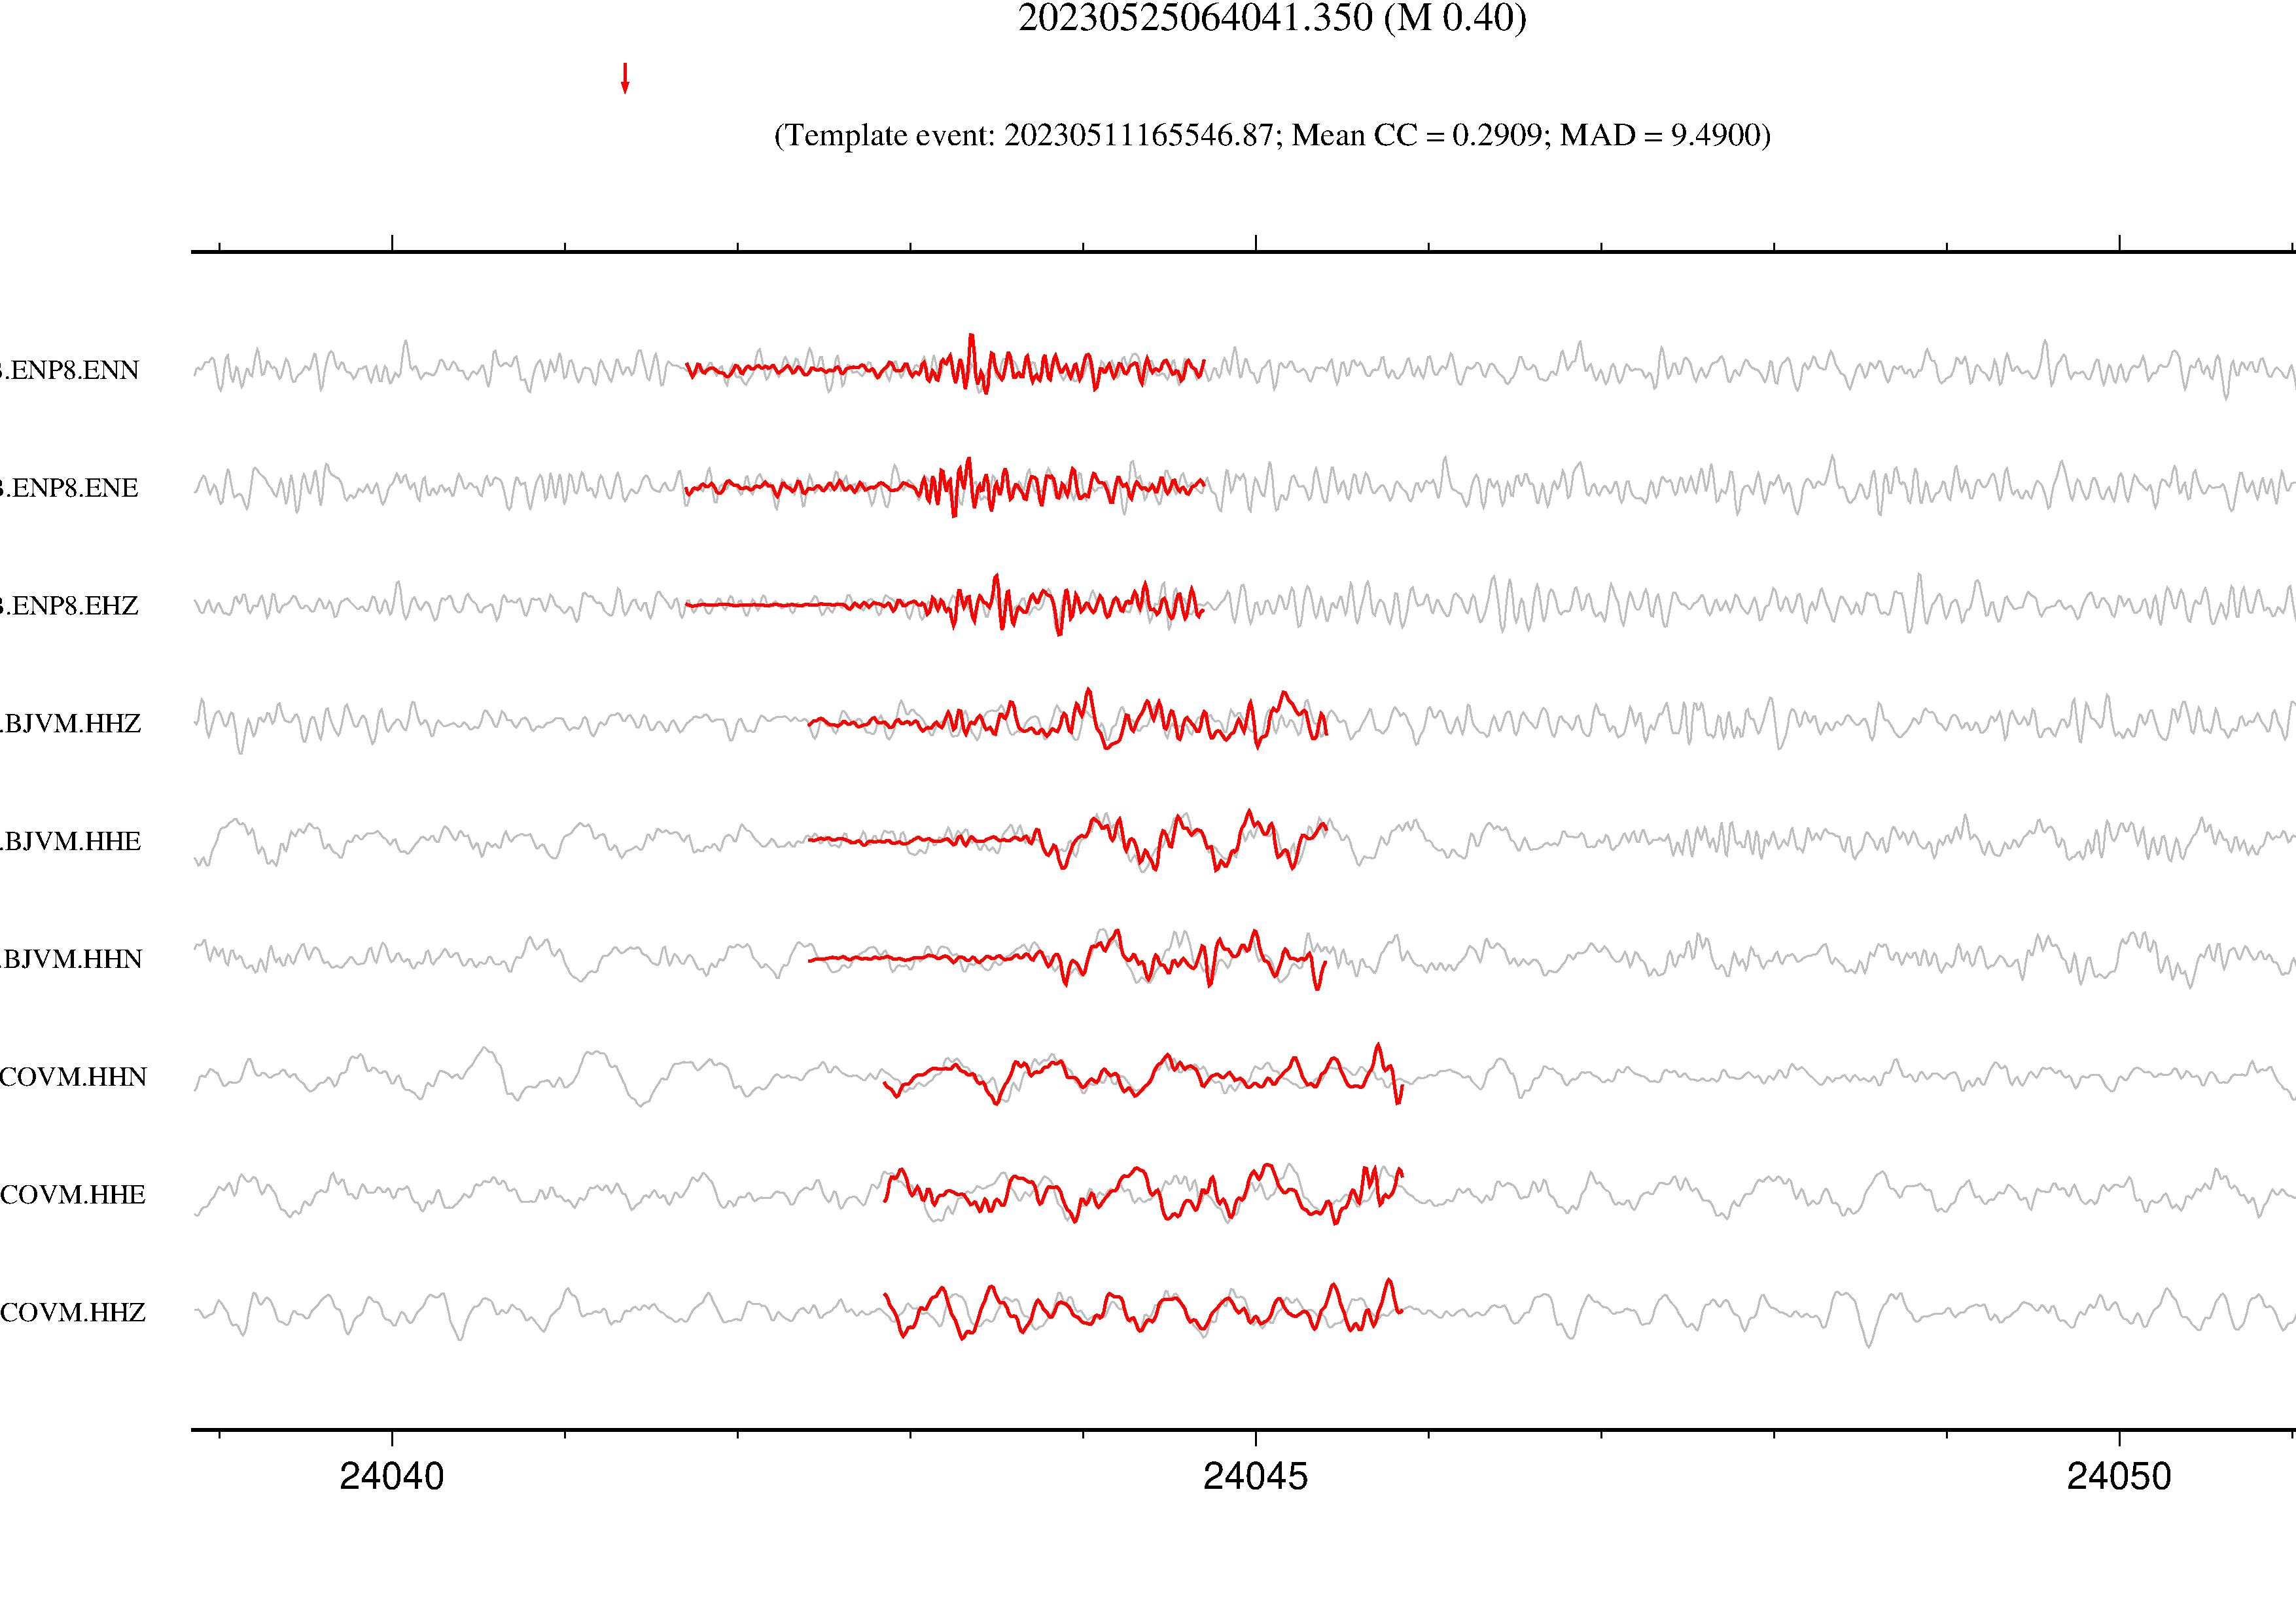 20230525064041.350 (M 0.40)
(Template event: 20230511165546.87; Mean CC = 0.2909; MAD = 9.4900)
.ENP8.ENN
.ENP8.ENE
.ENP8.EHZ
.BJVM.HHZ
.BJVM.HHE
.BJVM.HHN
COVM.HHN
COVM.HHE
COVM.HHZ
24040 24045 24050